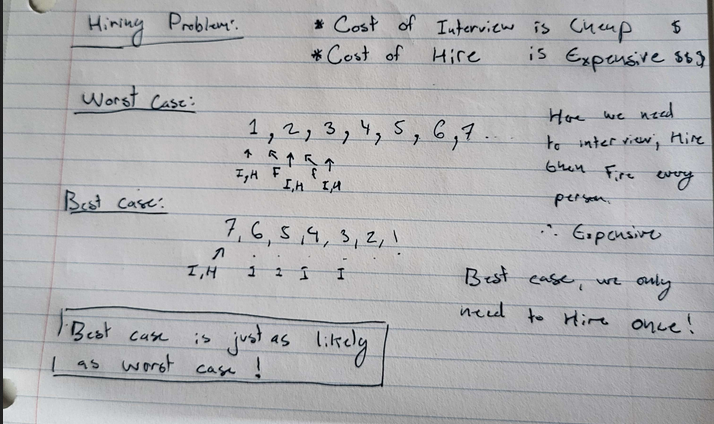 Hiring Problem:
* Cost of Interview is Cheap $
* Cost of Hire is Expensive $$$
Worst Case:
1, 2, 3, 4, 5, 6, 7...
I,H F I,H F I,H
Here we need
to interview, Hire
then Fire every
person.
∴ Expensive
Best case:
7, 6, 5, 4, 3, 2, 1
I,H I I I I
Best case, we only
need to Hire once!
Best case is just as likely
as worst case!